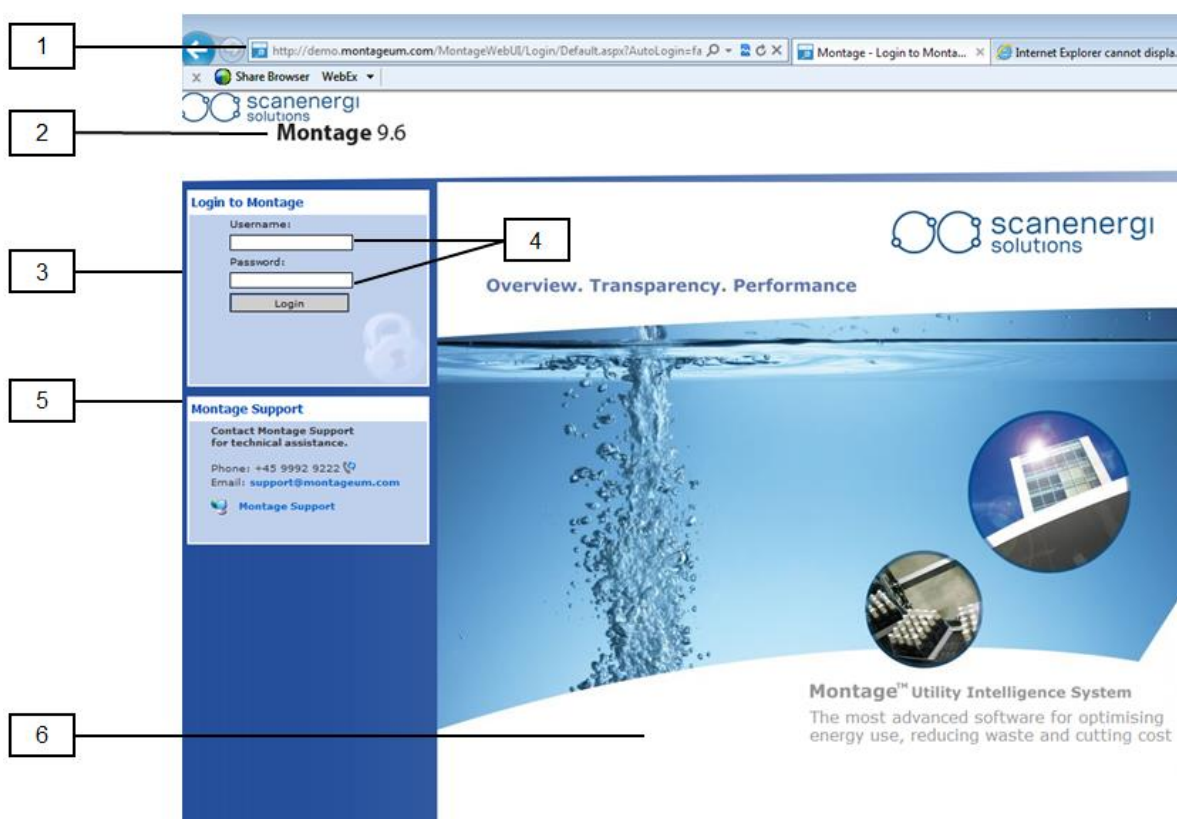 1
http://demo.montageum.com/MontageWebUI/Login/Default.aspx?AutoLogin=fa
Montage - Login to Monta...
Internet Explorer cannot displa.
x Share Browser WebEx
scanenergi
solutions
2
Montage 9.6
Login to Montage
Username:
4
Password:
3
Login
scanenergi
solutions
Overview. Transparency. Performance
5
Montage Support
Contact Montage Support
for technical assistance.
Phone: +45 9992 9222
Email: support@montageum.com
Montage Support
Montage™ Utility Intelligence System
The most advanced software for optimising
energy use, reducing waste and cutting cost
6